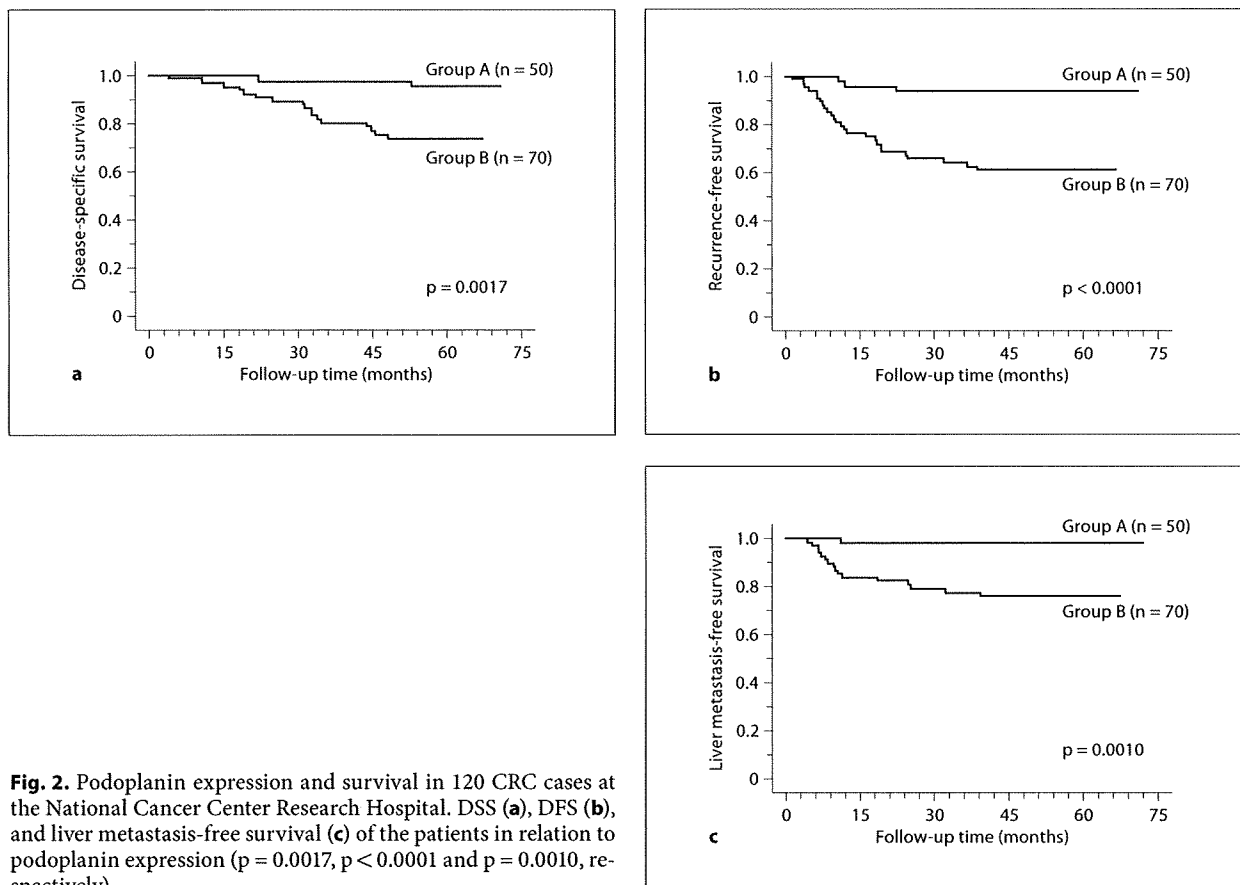 1.0
0.8
0.6
0.4
0.2
0
Disease-specific survival
Group A (n = 50)
Group B (n = 70)
p = 0.0017
0 15 30 45 60 75
Follow-up time (months)
a
1.0
0.8
0.6
0.4
0.2
0
Recurrence-free survival
Group A (n = 50)
Group B (n = 70)
p < 0.0001
0 15 30 45 60 75
Follow-up time (months)
b
1.0
0.8
0.6
0.4
0.2
0
Liver metastasis-free survival
Group A (n = 50)
Group B (n = 70)
p = 0.0010
0 15 30 45 60 75
Follow-up time (months)
c
Fig. 2. Podoplanin expression and survival in 120 CRC cases at
the National Cancer Center Research Hospital. DSS (a), DFS (b),
and liver metastasis-free survival (c) of the patients in relation to
podoplanin expression (p = 0.0017, p < 0.0001 and p = 0.0010, re-
spectively)